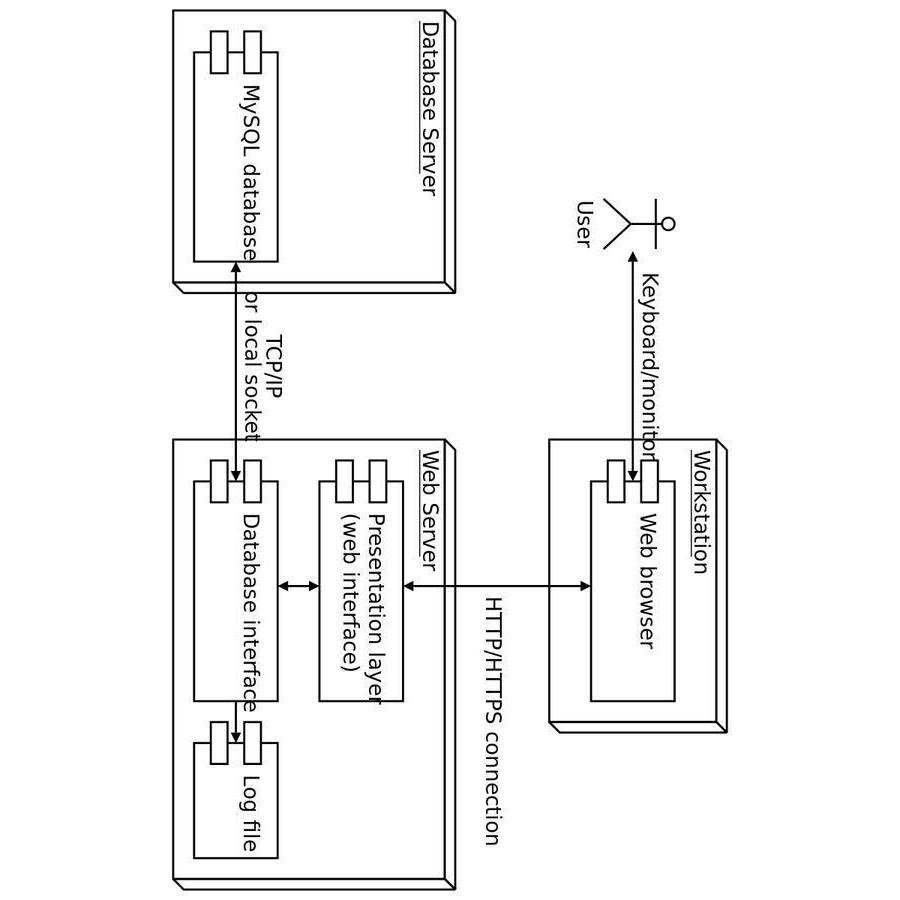 User
Keyboard/monitor
Workstation
Web browser
HTTP/HTTPS connection
Database Server
MySQL database
TCP/IP
or local socket
Web Server
Presentation layer
(web interface)
Database interface
Log file